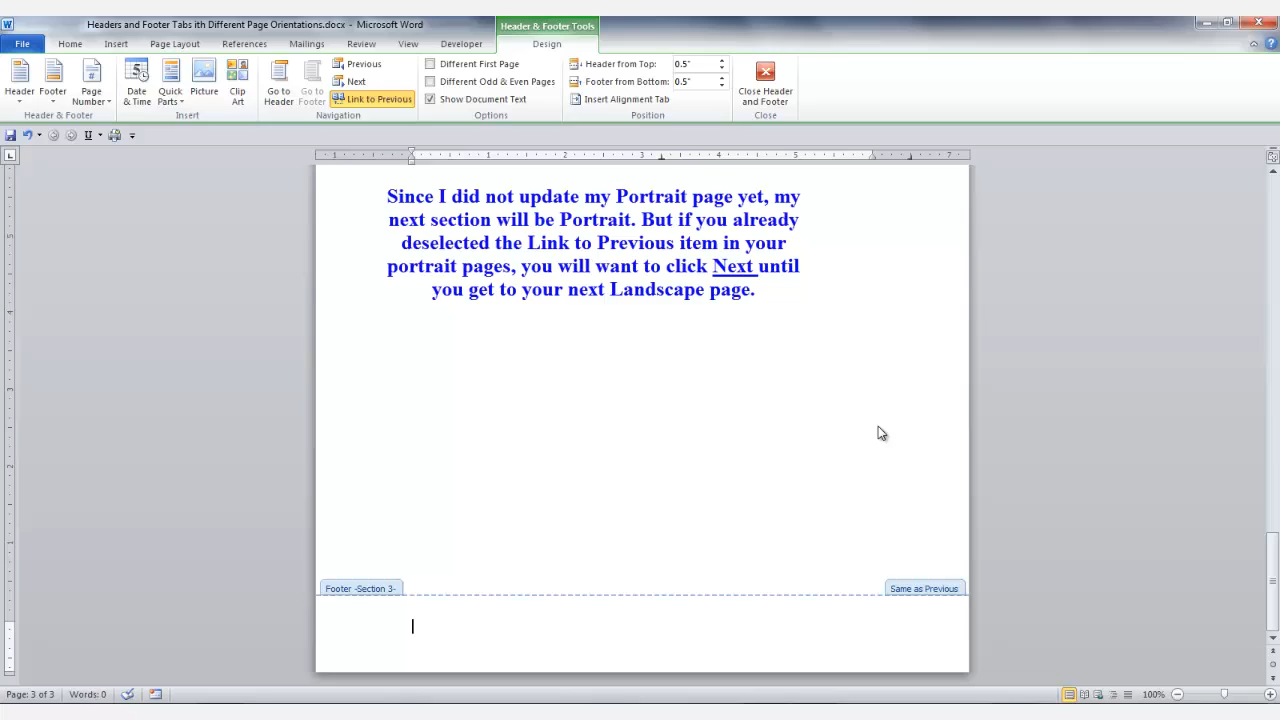 Headers and Footer Tabs ith Different Page Orientations.docx - Microsoft Word
Header & Footer Tools
File Home Insert Page Layout References Mailings Review View Developer Design
Header
Footer
Page Number
Header & Footer
Date & Time
Quick Parts
Picture
Clip Art
Insert
Go to Header
Go to Footer
Previous
Next
Link to Previous
Navigation
Different First Page
Different Odd & Even Pages
Show Document Text
Options
Header from Top: 0.5"
Footer from Bottom: 0.5"
Insert Alignment Tab
Position
Close Header and Footer
Close
1 1 2 3 4 5 7
Since I did not update my Portrait page yet, my
next section will be Portrait. But if you already
deselected the Link to Previous item in your
portrait pages, you will want to click Next until
you get to your next Landscape page.
Footer -Section 3-
Same as Previous
Page: 3 of 3 Words: 0
100%